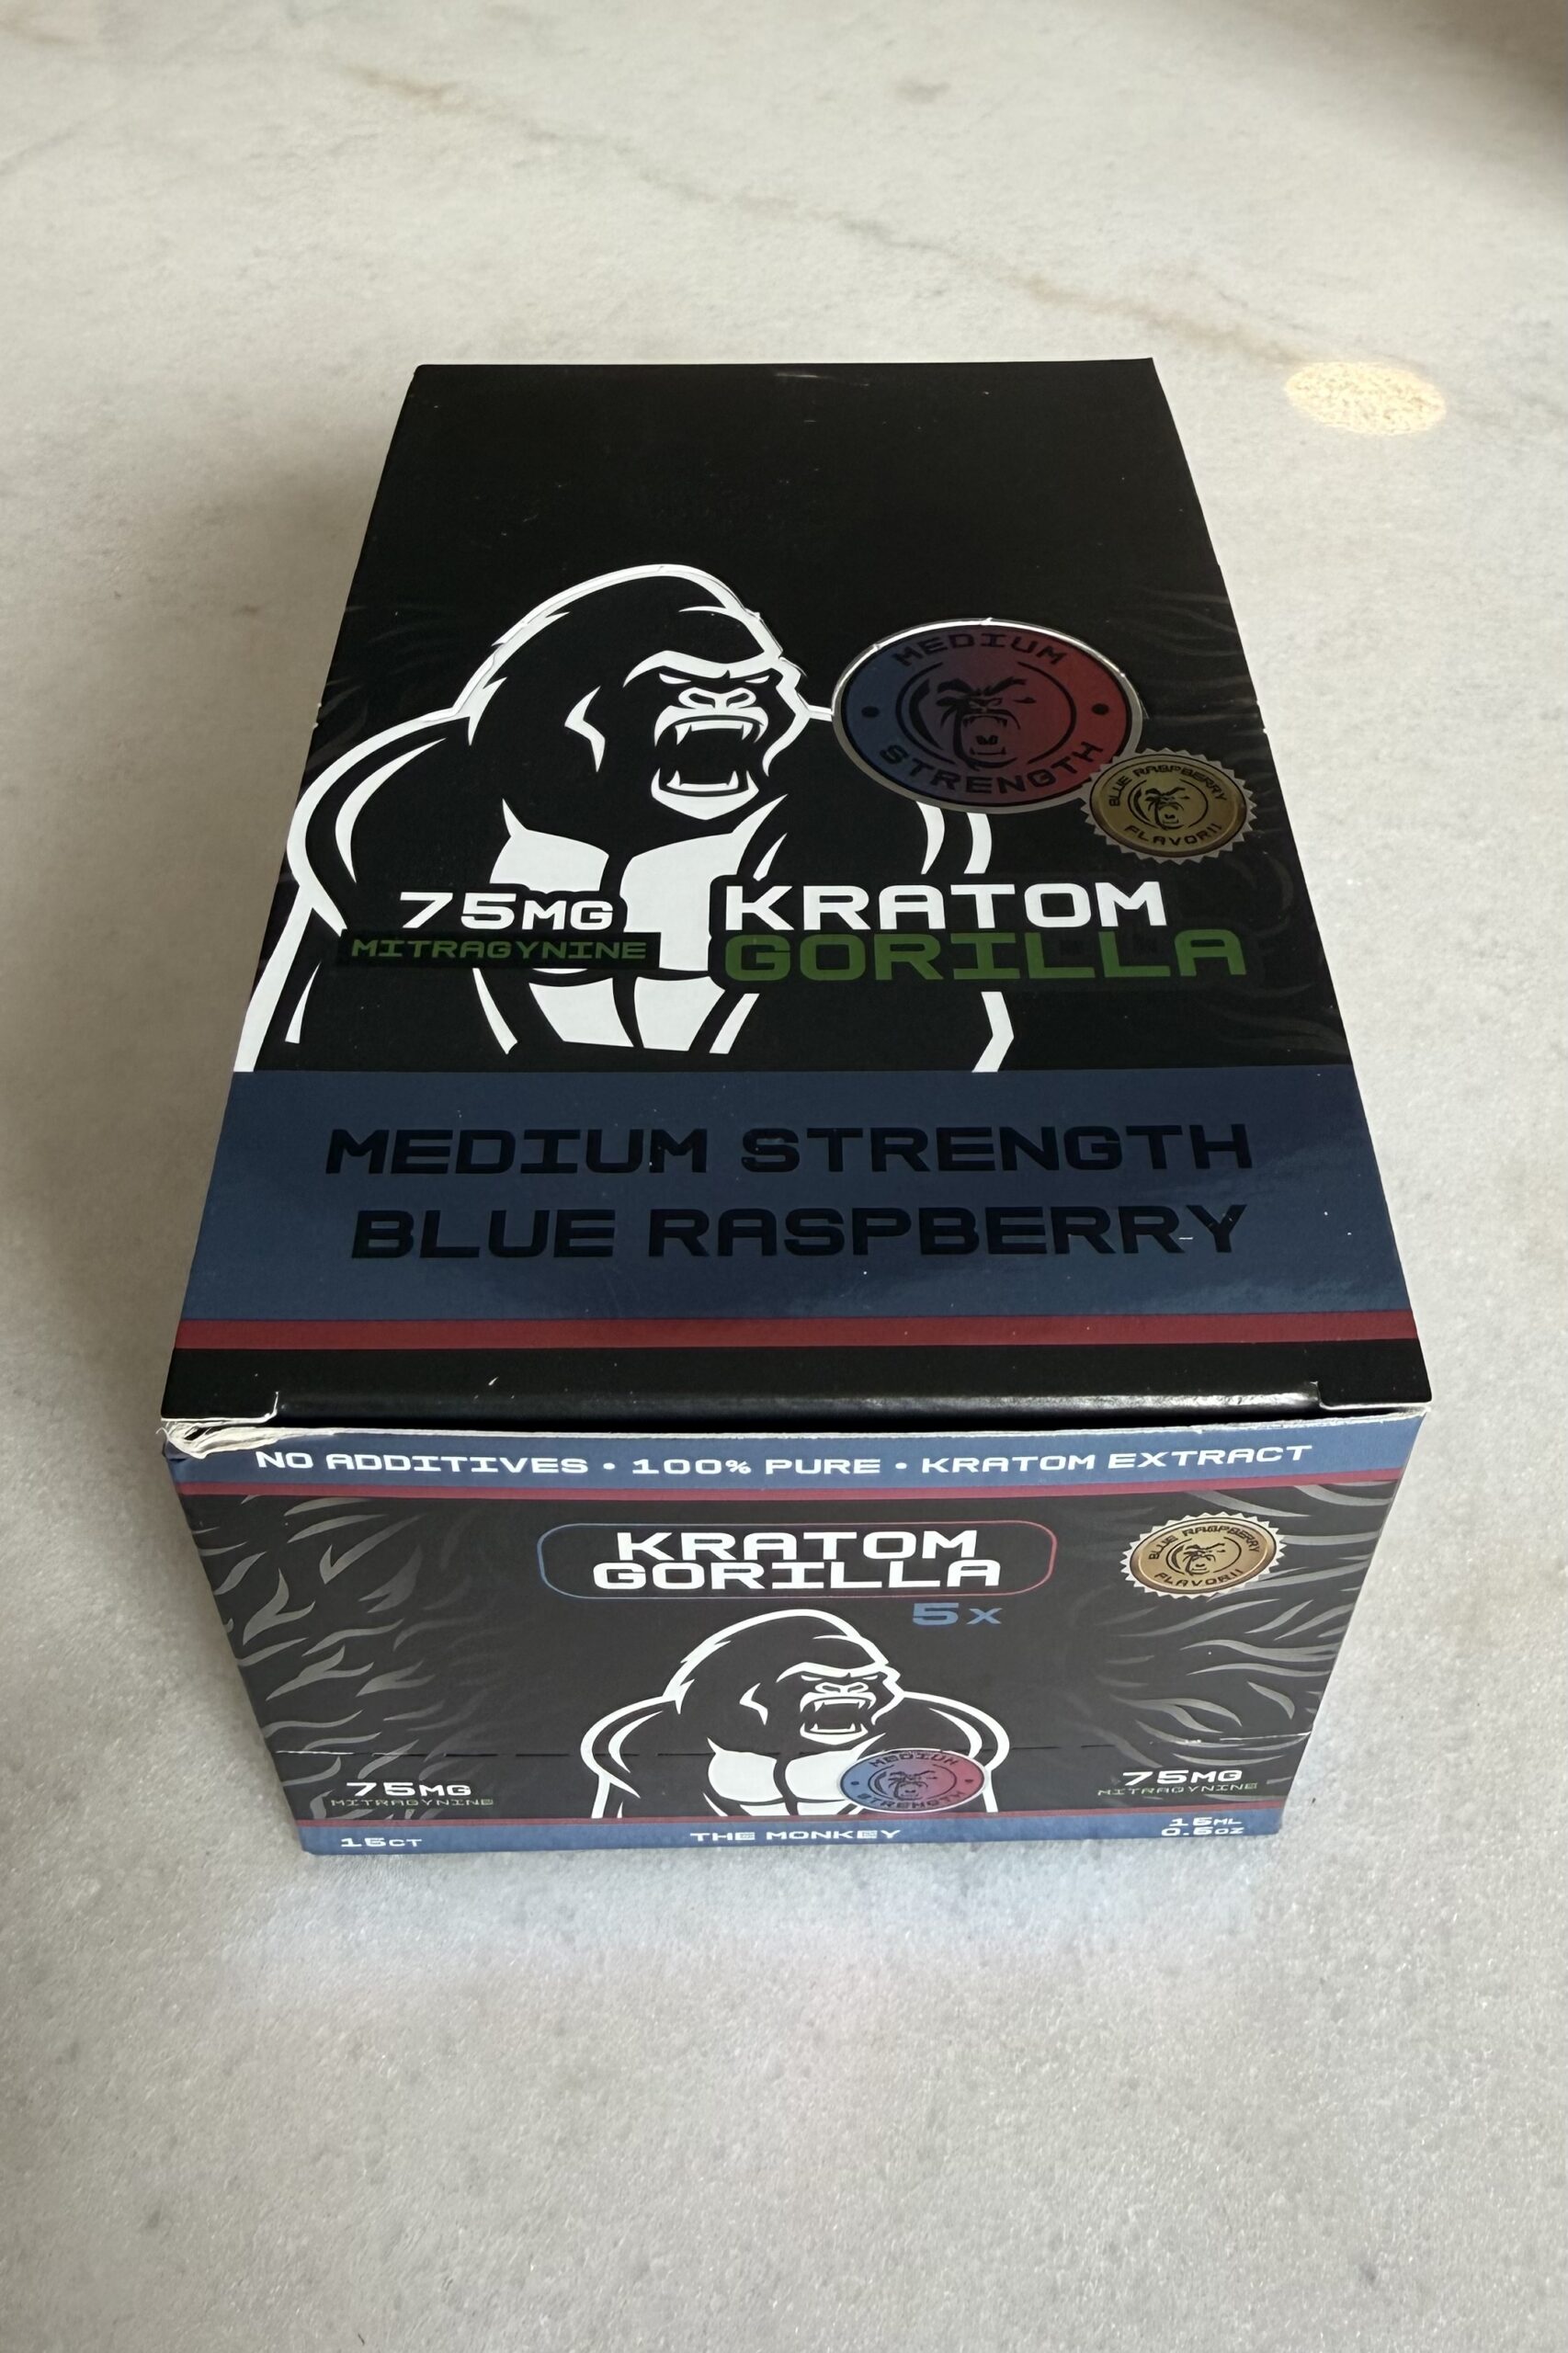 MEDIUM
STRENGTH
BLUE RASPBERRY
FLAVOR!!
75MG
MITRAGYNINE
KRATOM
GORILLA
MEDIUM STRENGTH
BLUE RASPBERRY
NO ADDITIVES • 100% PURE • KRATOM EXTRACT
KRATOM
GORILLA
5X
BLUE RASPBERRY
FLAVOR!!
MEDIUM
STRENGTH
75MG
MITRAGYNINE
75MG
MITRAGYNINE
15CT
THE MONKEY
15ML
0.5OZ